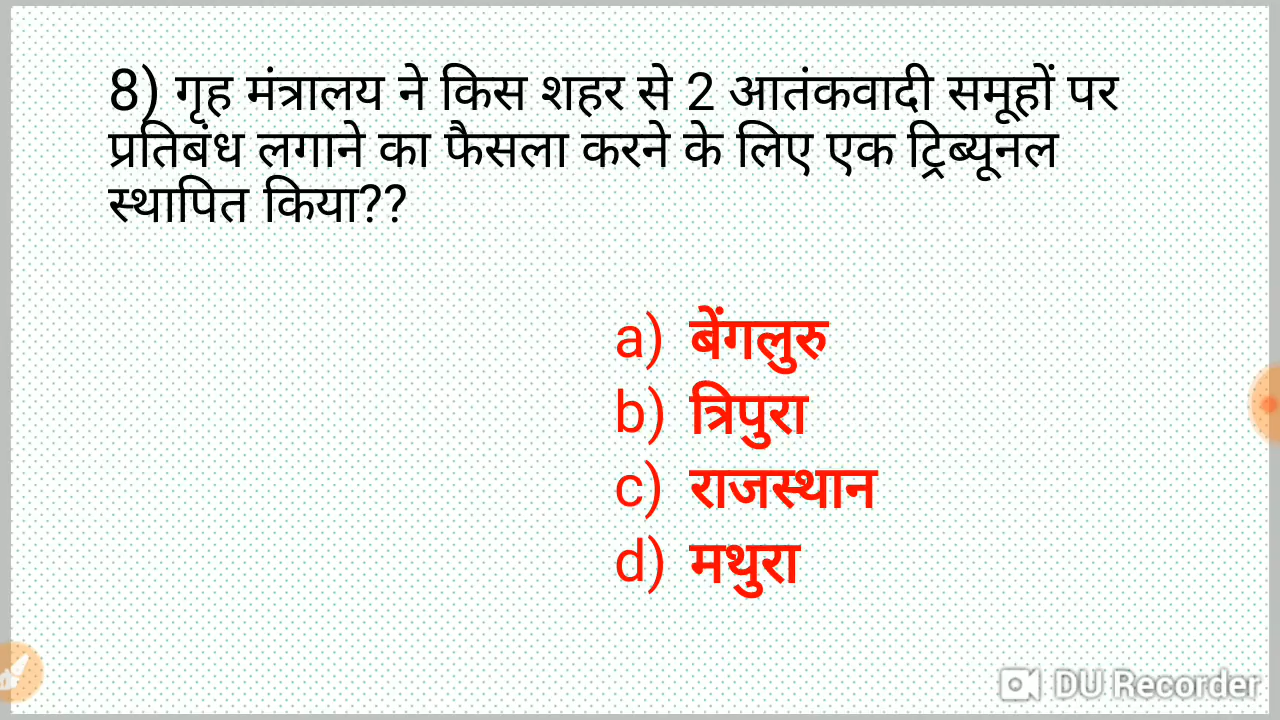 8) गृह मंत्रालय ने किस शहर से 2 आतंकवादी समूहों पर
प्रतिबंध लगाने का फैसला करने के लिए एक ट्रिब्यूनल
स्थापित किया??
a) बेंगलुरु
b) त्रिपुरा
c) राजस्थान
d) मथुरा
DU Recorder